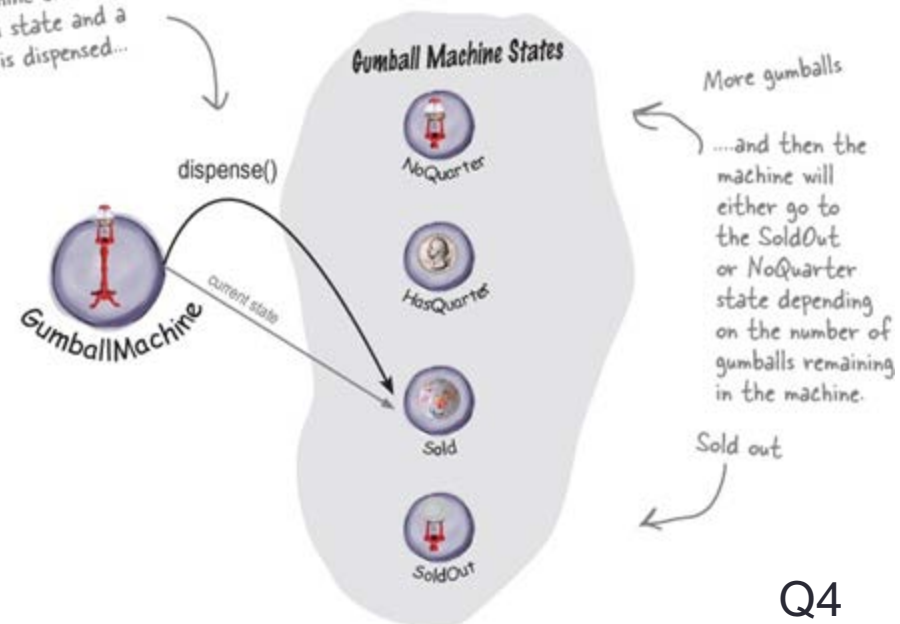 state and a
is dispensed...
Gumball Machine States
More gumballs
NoQuarter
....and then the
machine will
either go to
the SoldOut
or NoQuarter
state depending
on the number of
gumballs remaining
in the machine.
dispense()
HasQuarter
current state
GumballMachine
Sold
Sold out
SoldOut
Q4